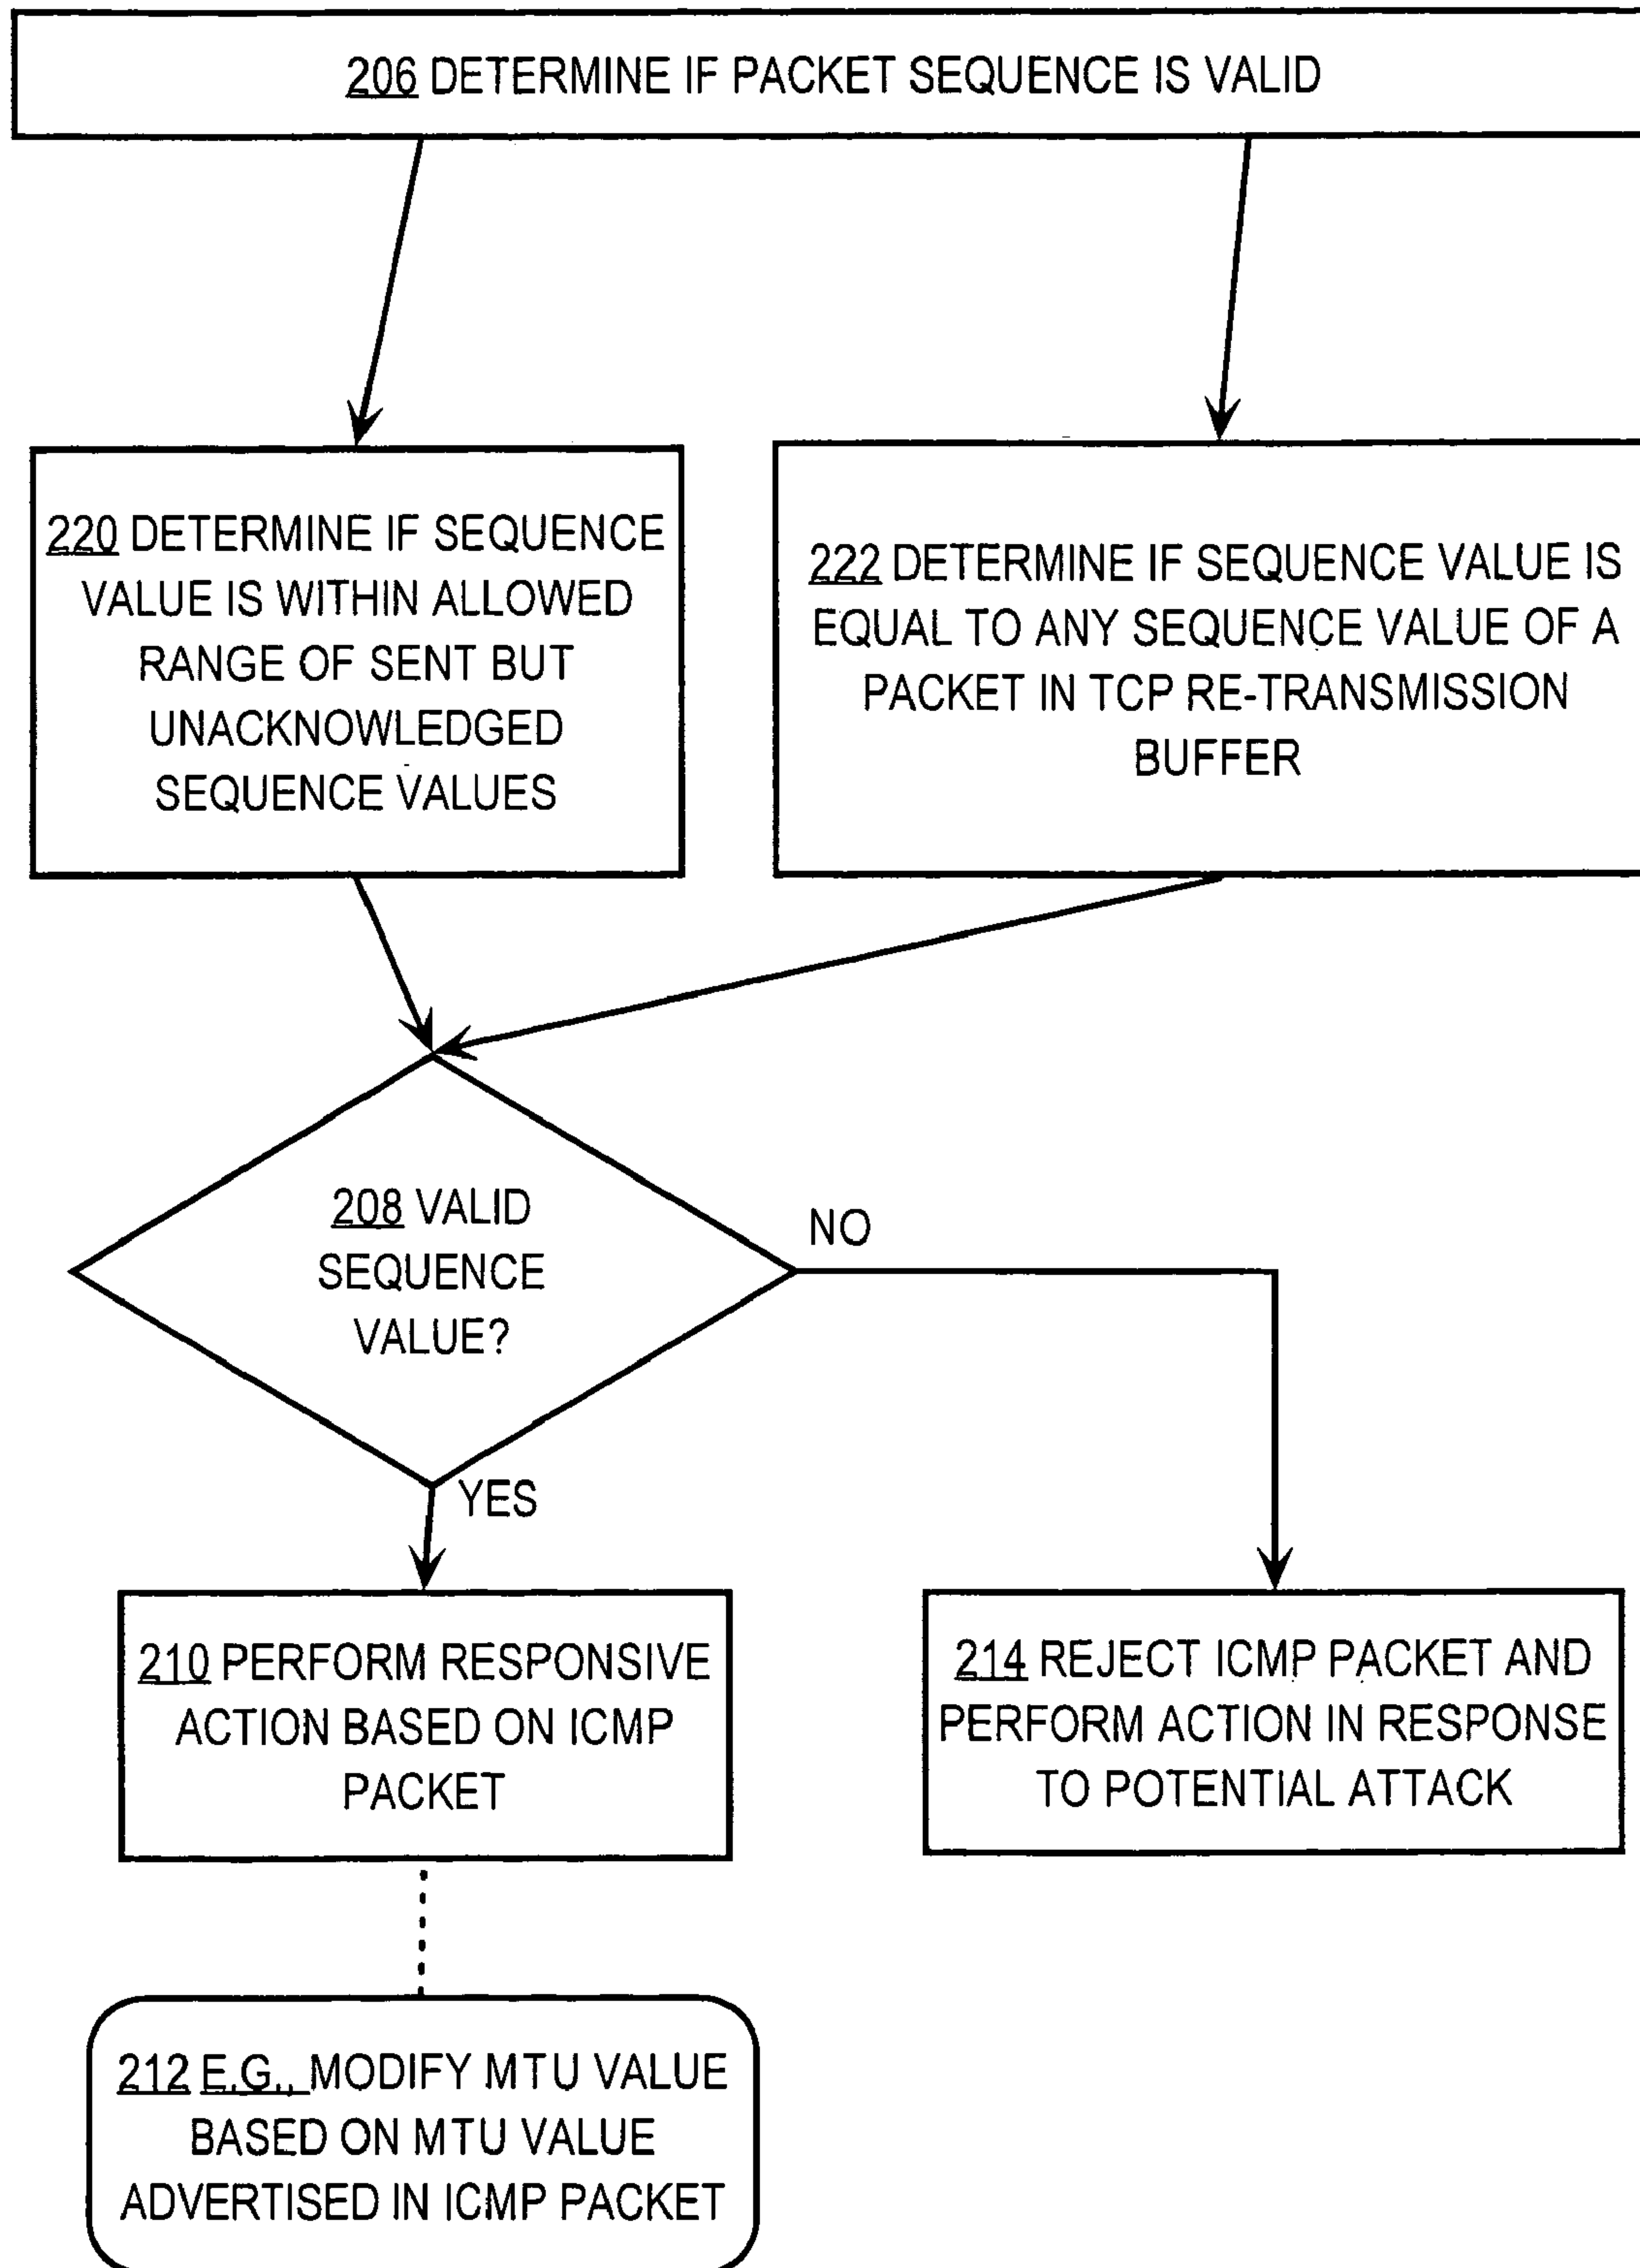 206 DETERMINE IF PACKET SEQUENCE IS VALID
220 DETERMINE IF SEQUENCE
VALUE IS WITHIN ALLOWED
RANGE OF SENT BUT
UNACKNOWLEDGED
SEQUENCE VALUES
222 DETERMINE IF SEQUENCE VALUE IS
EQUAL TO ANY SEQUENCE VALUE OF A
PACKET IN TCP RE-TRANSMISSION
BUFFER
208 VALID
SEQUENCE
VALUE?
NO
YES
210 PERFORM RESPONSIVE
ACTION BASED ON ICMP
PACKET
214 REJECT ICMP PACKET AND
PERFORM ACTION IN RESPONSE
TO POTENTIAL ATTACK
212 E.G., MODIFY MTU VALUE
BASED ON MTU VALUE
ADVERTISED IN ICMP PACKET